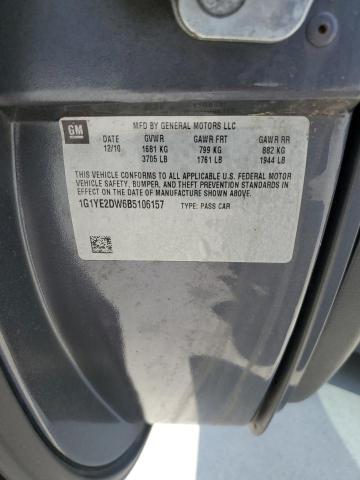 GM
MFD BY GENERAL MOTORS LLC
DATE GVWR GAWR FRT GAWR RR
12/10 1681 KG 799 KG 882 KG
3705 LB 1761 LB 1944 LB
THIS VEHICLE CONFORMS TO ALL APPLICABLE U.S. FEDERAL MOTOR
VEHICLE SAFETY, BUMPER, AND THEFT PREVENTION STANDARDS IN
EFFECT ON THE DATE OF MANUFACTURE SHOWN ABOVE.
1G1YE2DW6B5106157 TYPE: PASS CAR